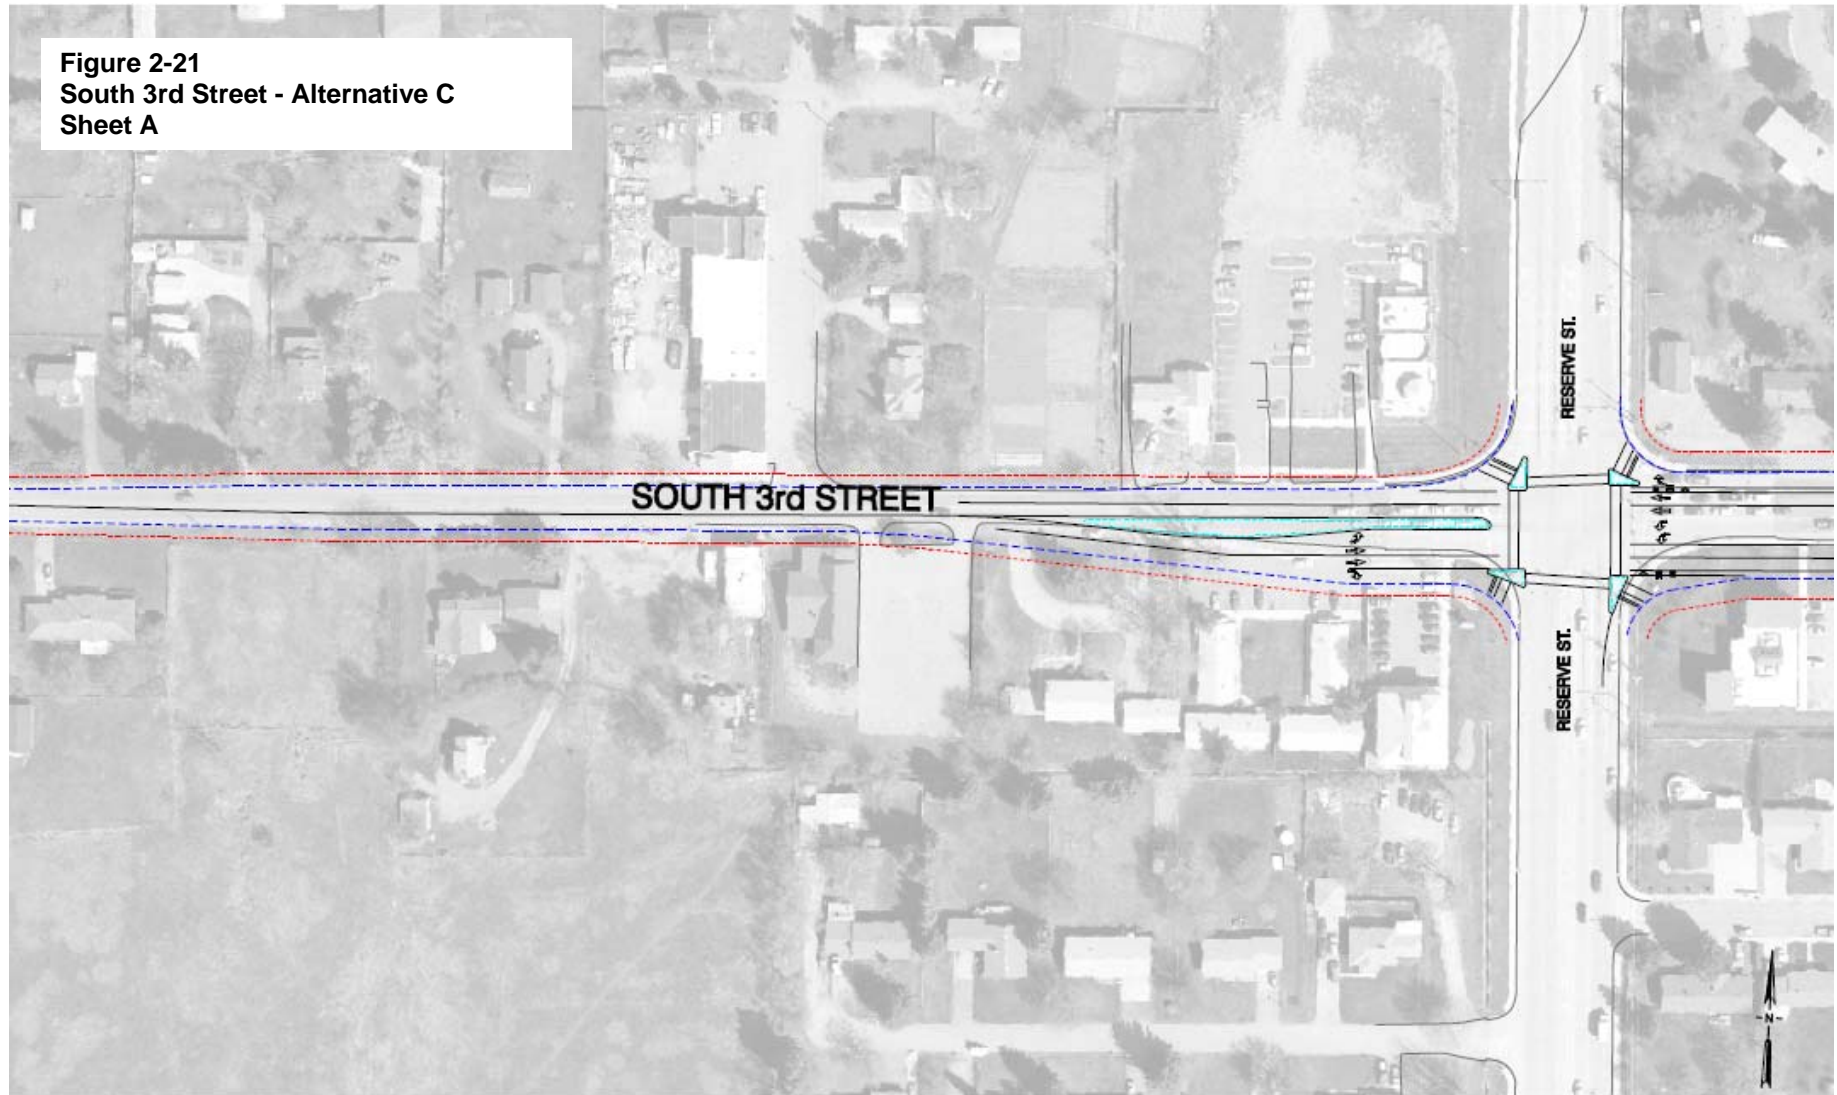 Figure 2-21
South 3rd Street - Alternative C
Sheet A
RESERVE ST.
SOUTH 3rd STREET
RESERVE ST.
N